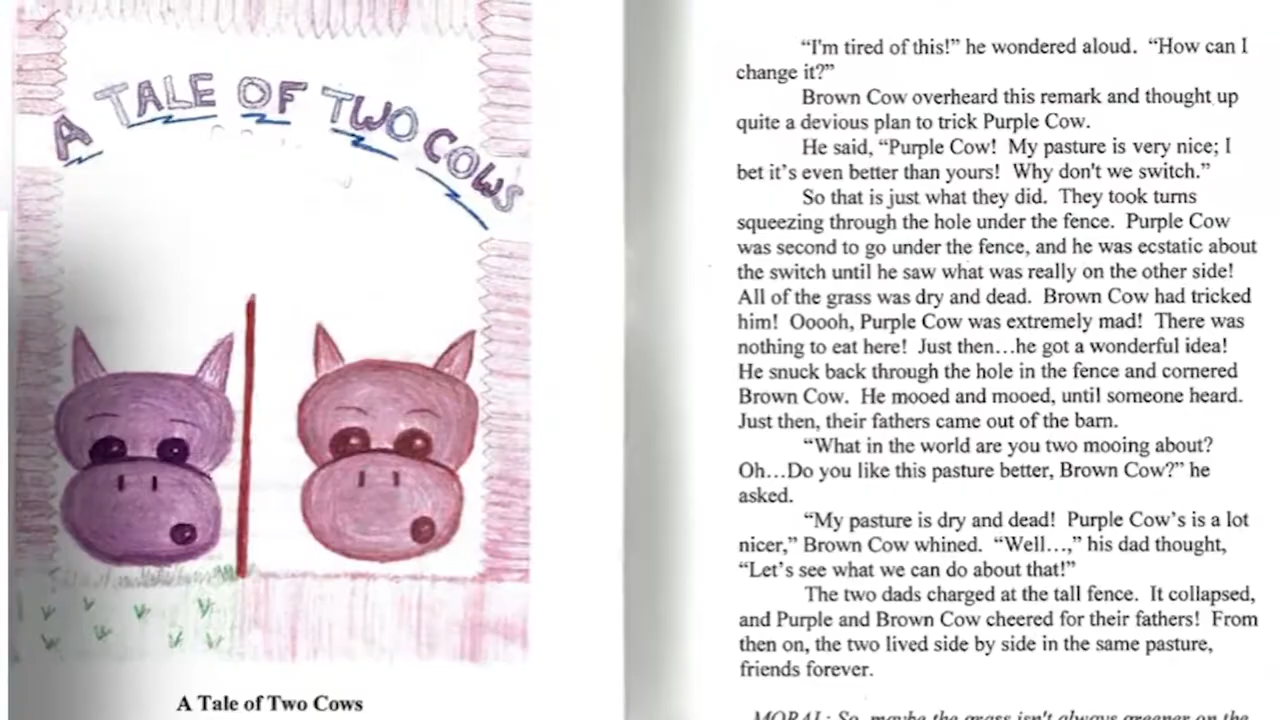 A TALE OF TWO COWS
A Tale of Two Cows
“I'm tired of this!” he wondered aloud. “How can I
change it?”
Brown Cow overheard this remark and thought up
quite a devious plan to trick Purple Cow.
He said, “Purple Cow! My pasture is very nice; I
bet it’s even better than yours! Why don't we switch.”
So that is just what they did. They took turns
squeezing through the hole under the fence. Purple Cow
was second to go under the fence, and he was ecstatic about
the switch until he saw what was really on the other side!
All of the grass was dry and dead. Brown Cow had tricked
him! Ooooh, Purple Cow was extremely mad! There was
nothing to eat here! Just then…he got a wonderful idea!
He snuck back through the hole in the fence and cornered
Brown Cow. He mooed and mooed, until someone heard.
Just then, their fathers came out of the barn.
“What in the world are you two mooing about?
Oh…Do you like this pasture better, Brown Cow?” he
asked.
“My pasture is dry and dead! Purple Cow’s is a lot
nicer,” Brown Cow whined. “Well…,” his dad thought,
“Let’s see what we can do about that!”
The two dads charged at the tall fence. It collapsed,
and Purple and Brown Cow cheered for their fathers! From
then on, the two lived side by side in the same pasture,
friends forever.
MORAL: So, maybe the grass isn't always greener on the